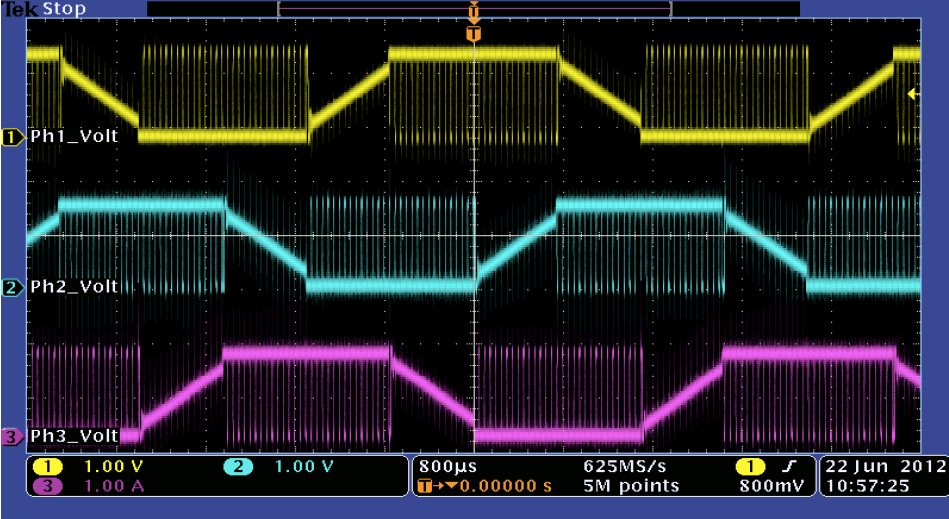 Tek Stop
T
T
1 Ph1_Volt
2 Ph2_Volt
3 Ph3_Volt
1 1.00 V 2 1.00 V 800µs 625MS/s 1 22 Jun 2012
3 1.00 A T→▼0.00000 s 5M points 800mV 10:57:25